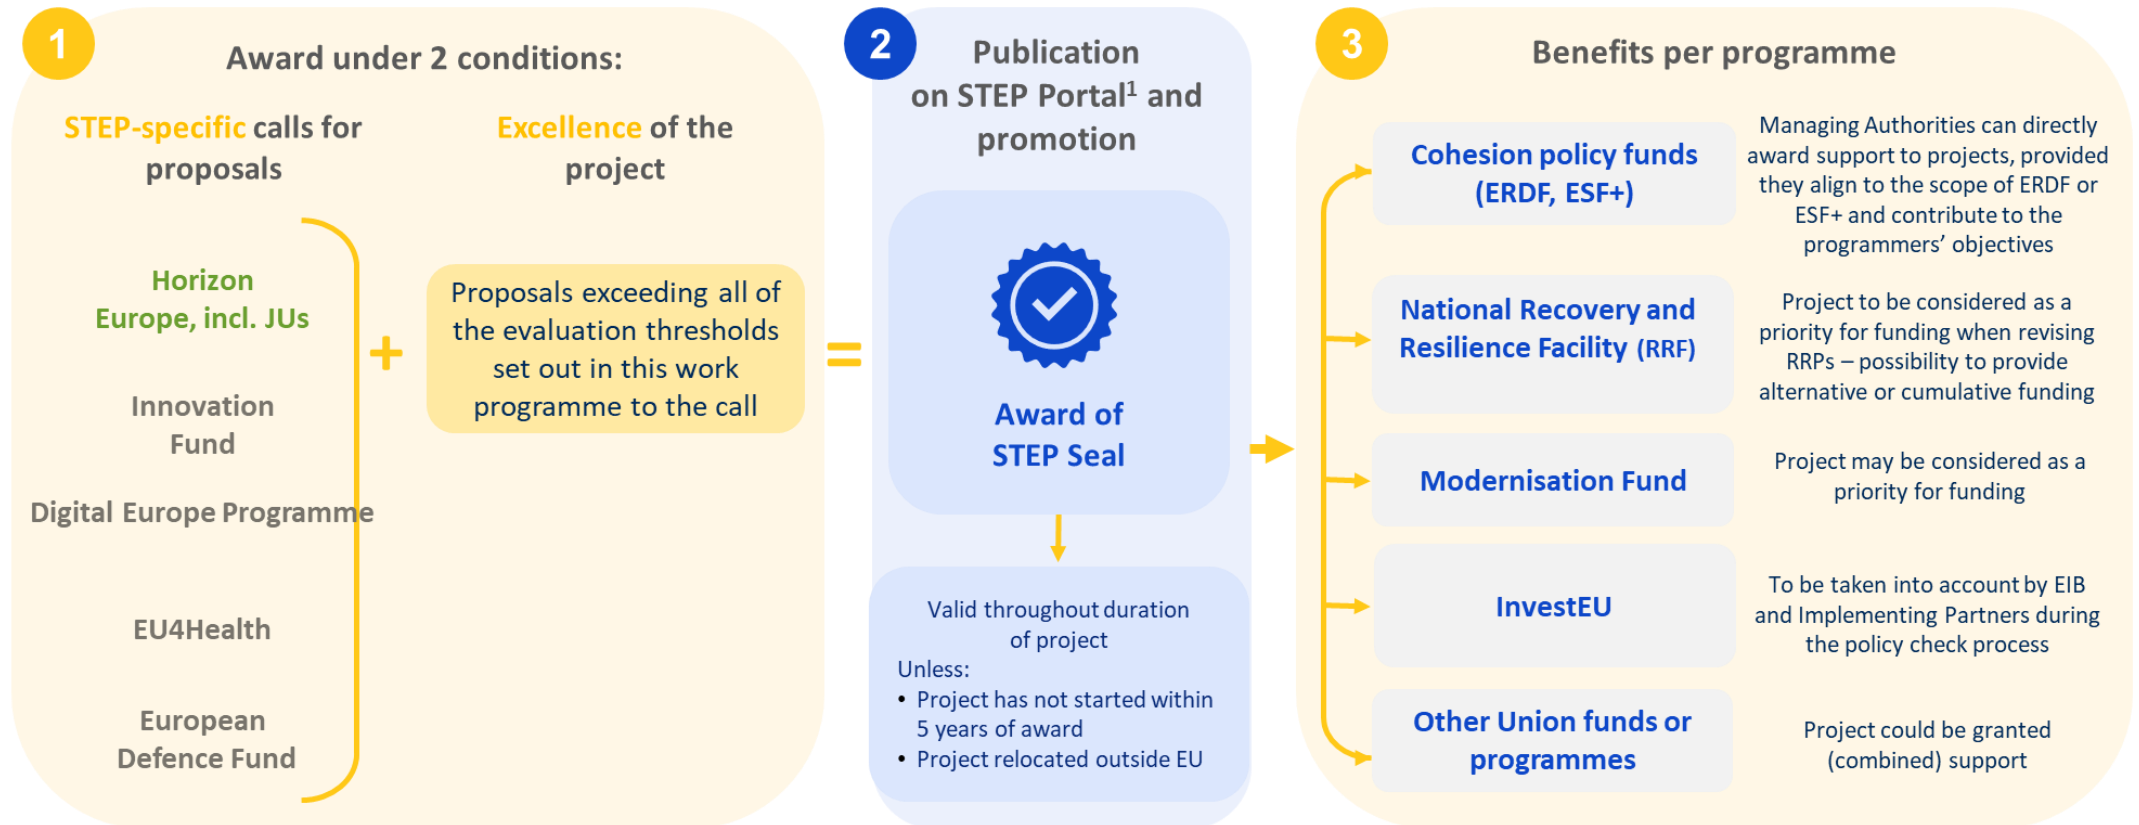 1
Award under 2 conditions:
STEP-specific calls for
proposals
Excellence of the
project
Horizon
Europe, incl. JUs
Innovation
Fund
Digital Europe Programme
EU4Health
European
Defence Fund
+
Proposals exceeding all of
the evaluation thresholds
set out in this work
programme to the call
=
2
Publication
on STEP Portal¹ and
promotion
Award of
STEP Seal
Valid throughout duration
of project
Unless:
• Project has not started within
5 years of award
• Project relocated outside EU
3
Benefits per programme
Cohesion policy funds
(ERDF, ESF+)
Managing Authorities can directly
award support to projects, provided
they align to the scope of ERDF or
ESF+ and contribute to the
programmers’ objectives
National Recovery and
Resilience Facility (RRF)
Project to be considered as a
priority for funding when revising
RRPs – possibility to provide
alternative or cumulative funding
Modernisation Fund
Project may be considered as a
priority for funding
InvestEU
To be taken into account by EIB
and Implementing Partners during
the policy check process
Other Union funds or
programmes
Project could be granted
(combined) support